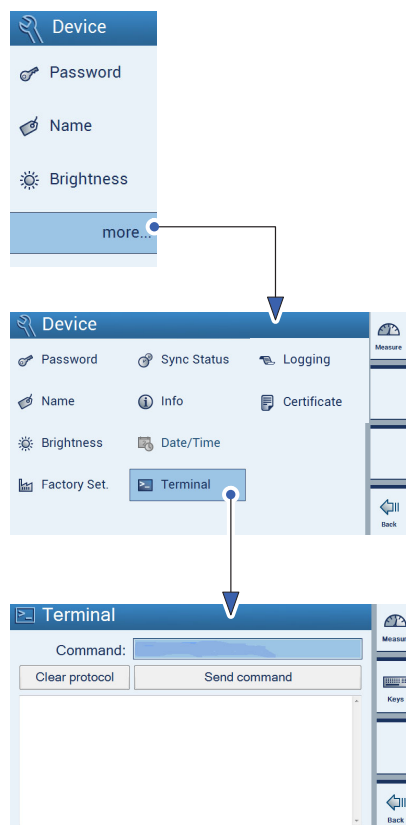 Device
Password
Name
Brightness
more...
Device
Measure
Password Sync Status Logging
Name Info Certificate
Brightness Date/Time
Factory Set. Terminal
Back
Terminal
Command:
Measure
Clear protocol Send command
Keys
Back